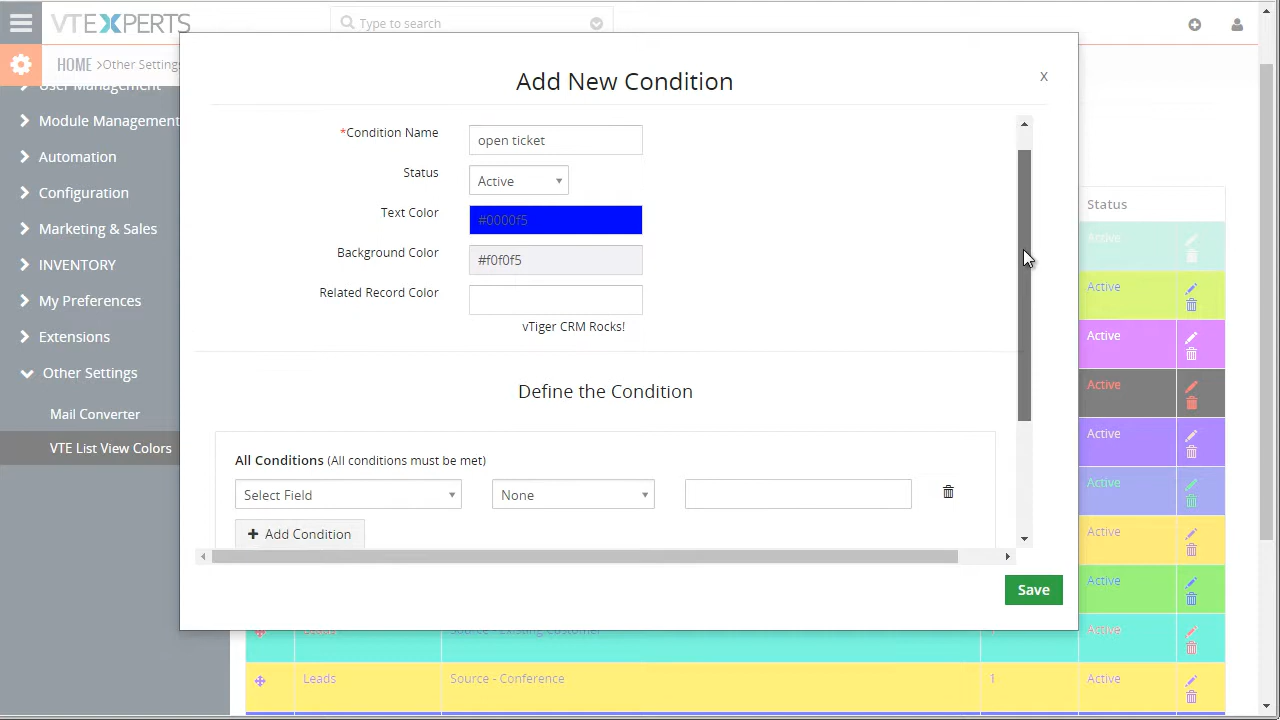 VTEXPERTS
Type to search
HOME >Other Settings
User Management
Module Management
Automation
Configuration
Marketing & Sales
INVENTORY
My Preferences
Extensions
Other Settings
Mail Converter
VTE List View Colors
Add New Condition
X
*Condition Name
open ticket
Status
Active
Text Color
#0000f5
Background Color
#f0f0f5
Related Record Color
vTiger CRM Rocks!
Define the Condition
All Conditions (All conditions must be met)
Select Field
None
+ Add Condition
Save
Status
Active
Active
Active
Active
Active
Active
Active
Active
Source - Existing Customer
Active
Leads
Source - Conference
1
Active